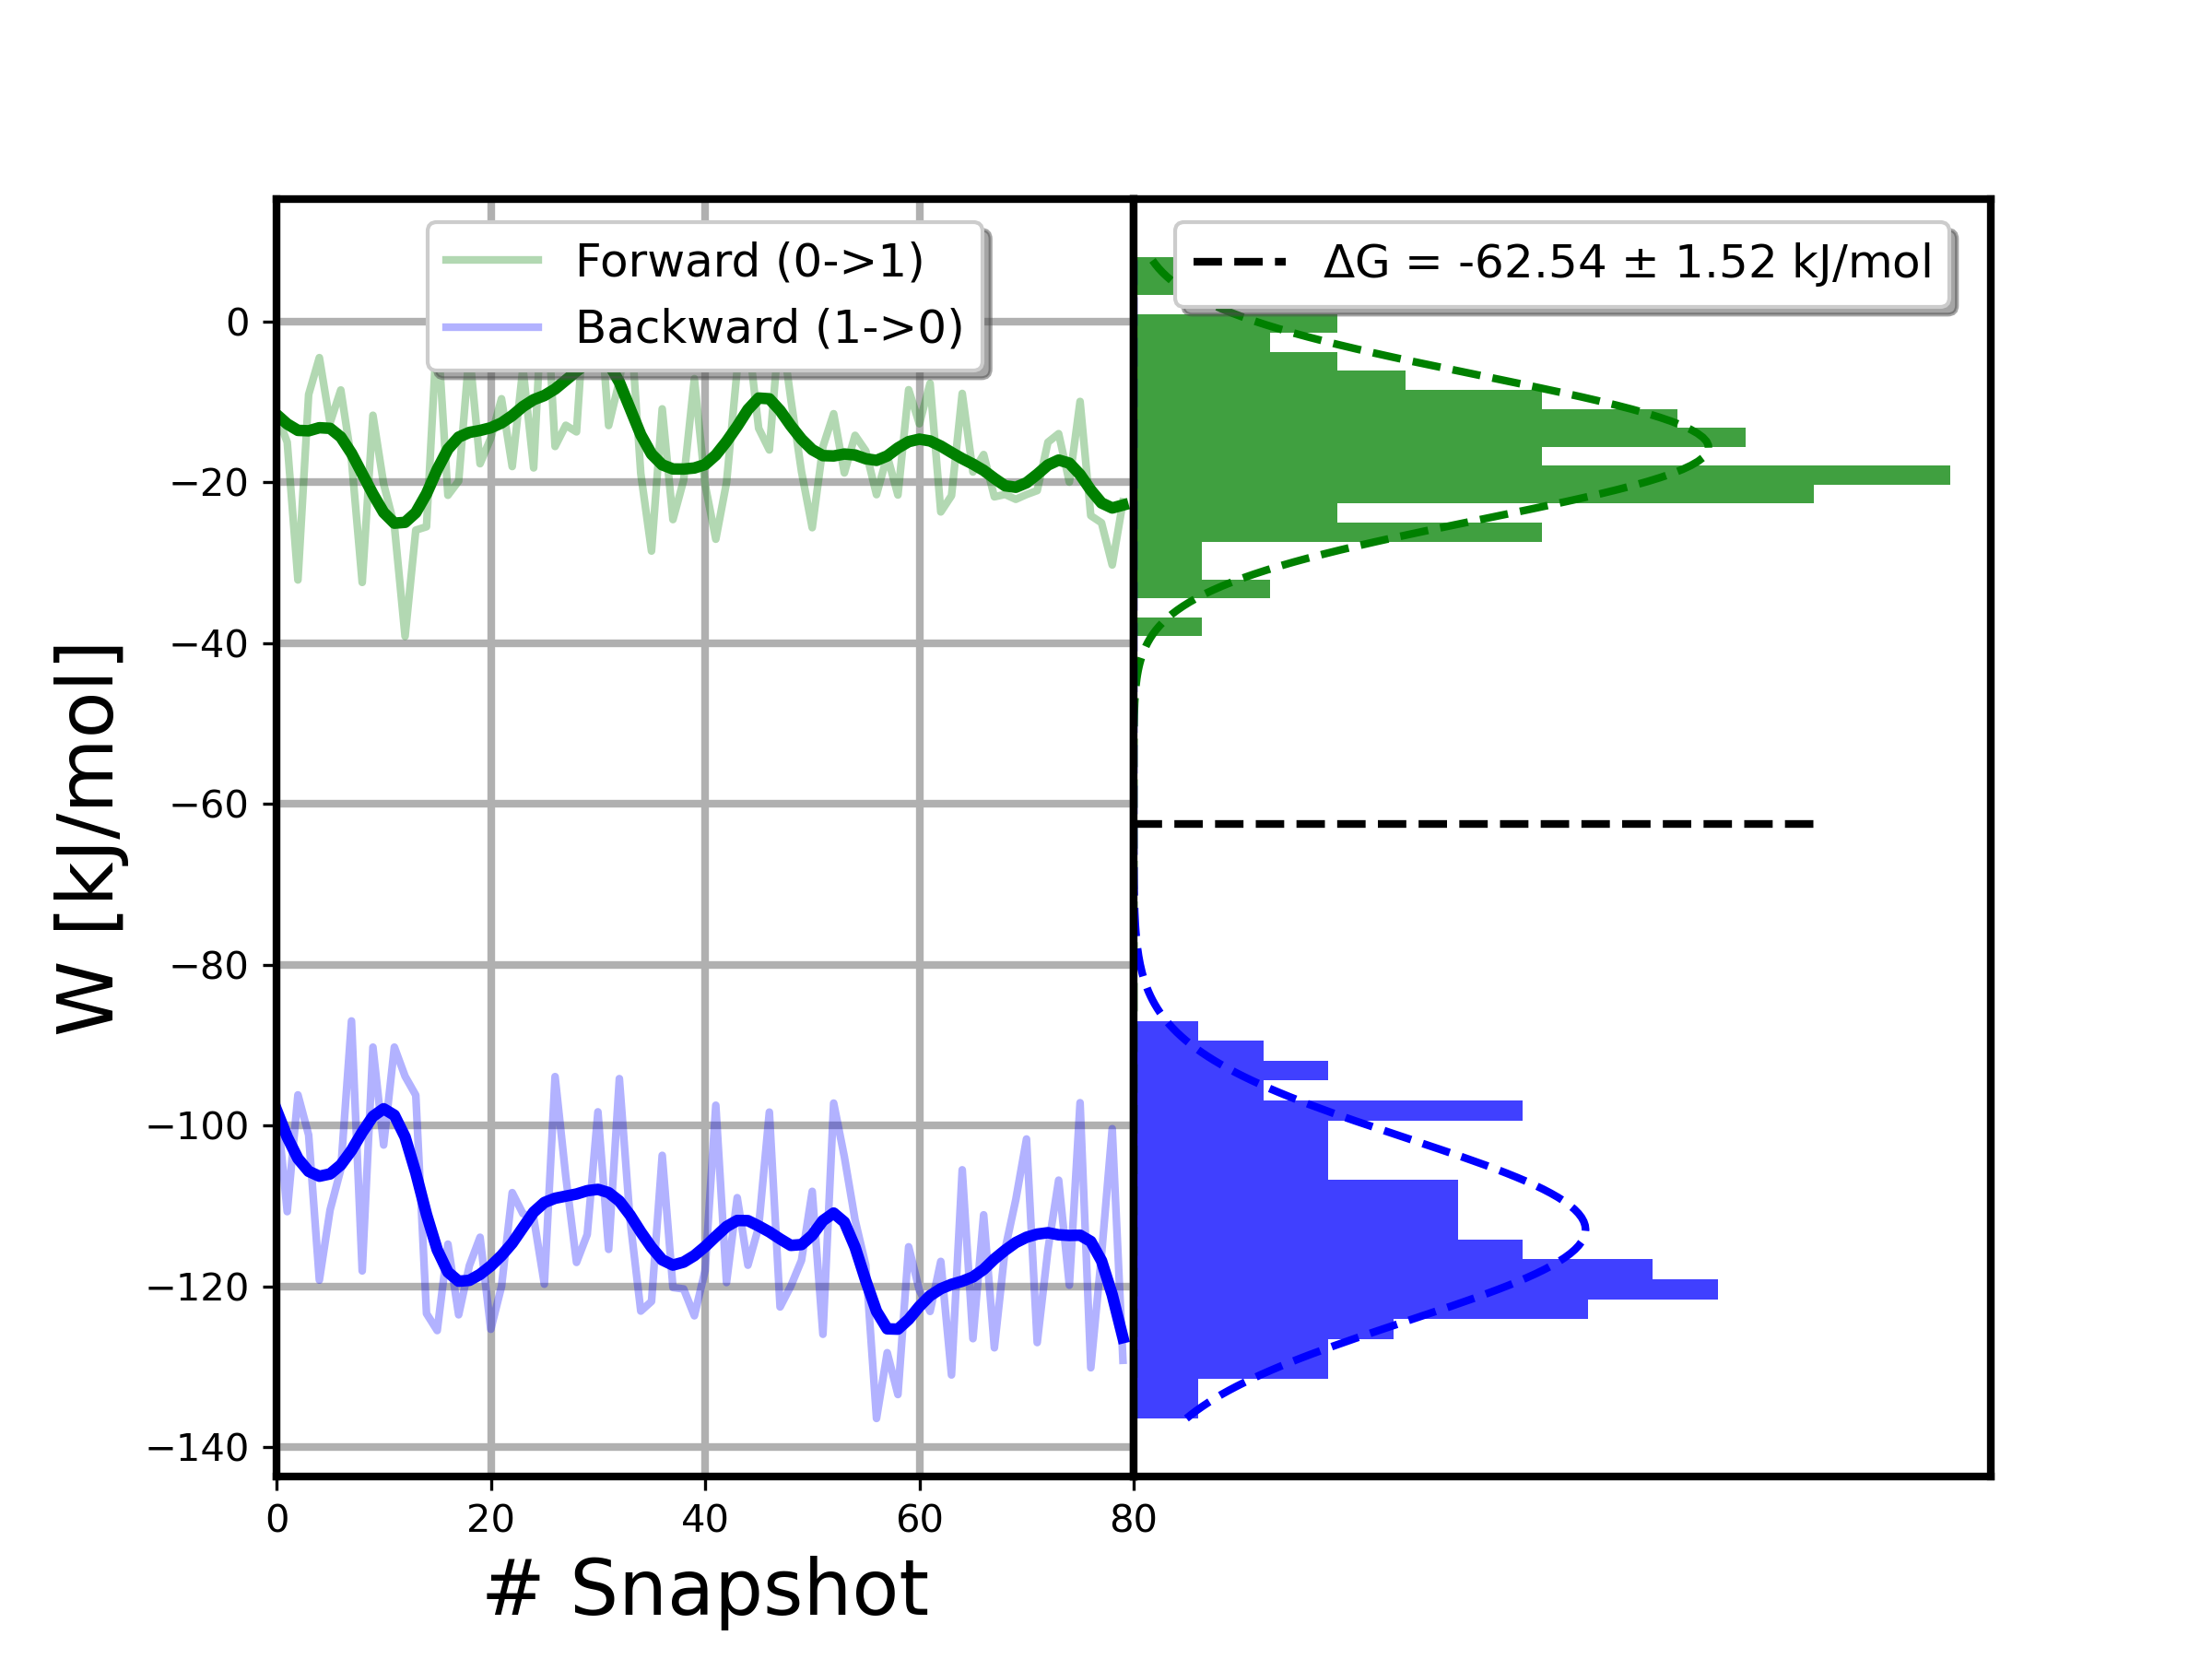 Forward (0->1)
Backward (1->0)
ΔG = -62.54 ± 1.52 kJ/mol
W [kJ/mol]
0
−20
−40
−60
−80
−100
−120
−140
0 20 40 60 80
# Snapshot